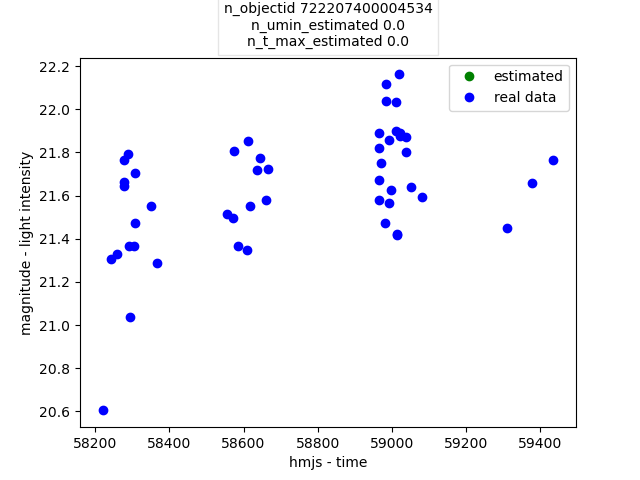 n_objectid 722207400004534
n_umin_estimated 0.0
n_t_max_estimated 0.0
estimated
real data
magnitude - light intensity
22.2
22.0
21.8
21.6
21.4
21.2
21.0
20.8
20.6
58200 58400 58600 58800 59000 59200 59400
hmjs - time